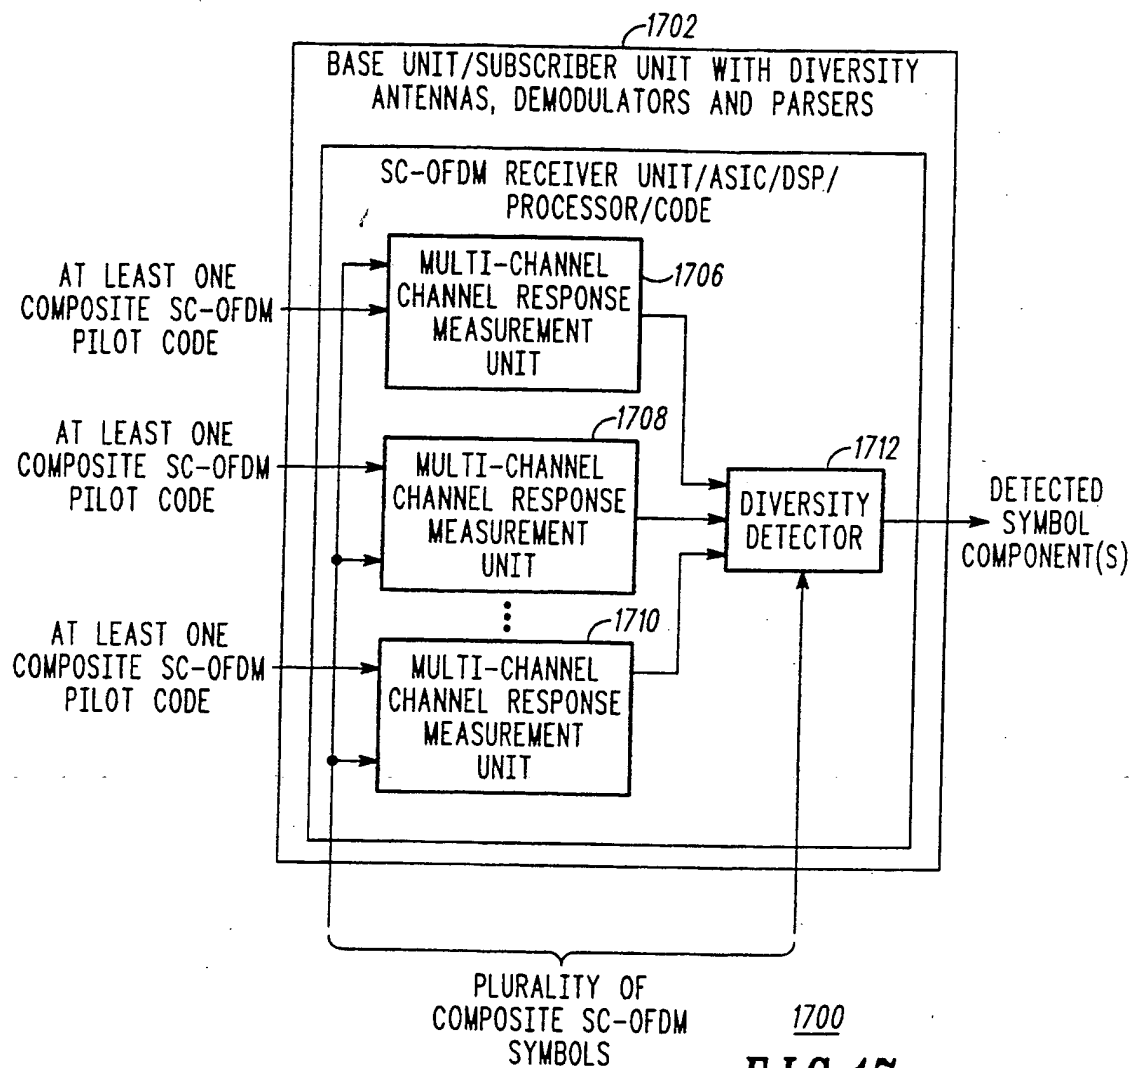 1702
BASE UNIT/SUBSCRIBER UNIT WITH DIVERSITY
ANTENNAS, DEMODULATORS AND PARSERS
SC-OFDM RECEIVER UNIT/ASIC/DSP/
PROCESSOR/CODE
AT LEAST ONE
COMPOSITE SC-OFDM
PILOT CODE
MULTI-CHANNEL
CHANNEL RESPONSE
MEASUREMENT
UNIT
1706
AT LEAST ONE
COMPOSITE SC-OFDM
PILOT CODE
1708
MULTI-CHANNEL
CHANNEL RESPONSE
MEASUREMENT
UNIT
1712
DIVERSITY
DETECTOR
DETECTED
SYMBOL
COMPONENT(S)
AT LEAST ONE
COMPOSITE SC-OFDM
PILOT CODE
1710
MULTI-CHANNEL
CHANNEL RESPONSE
MEASUREMENT
UNIT
PLURALITY OF
COMPOSITE SC-OFDM
SYMBOLS
1700